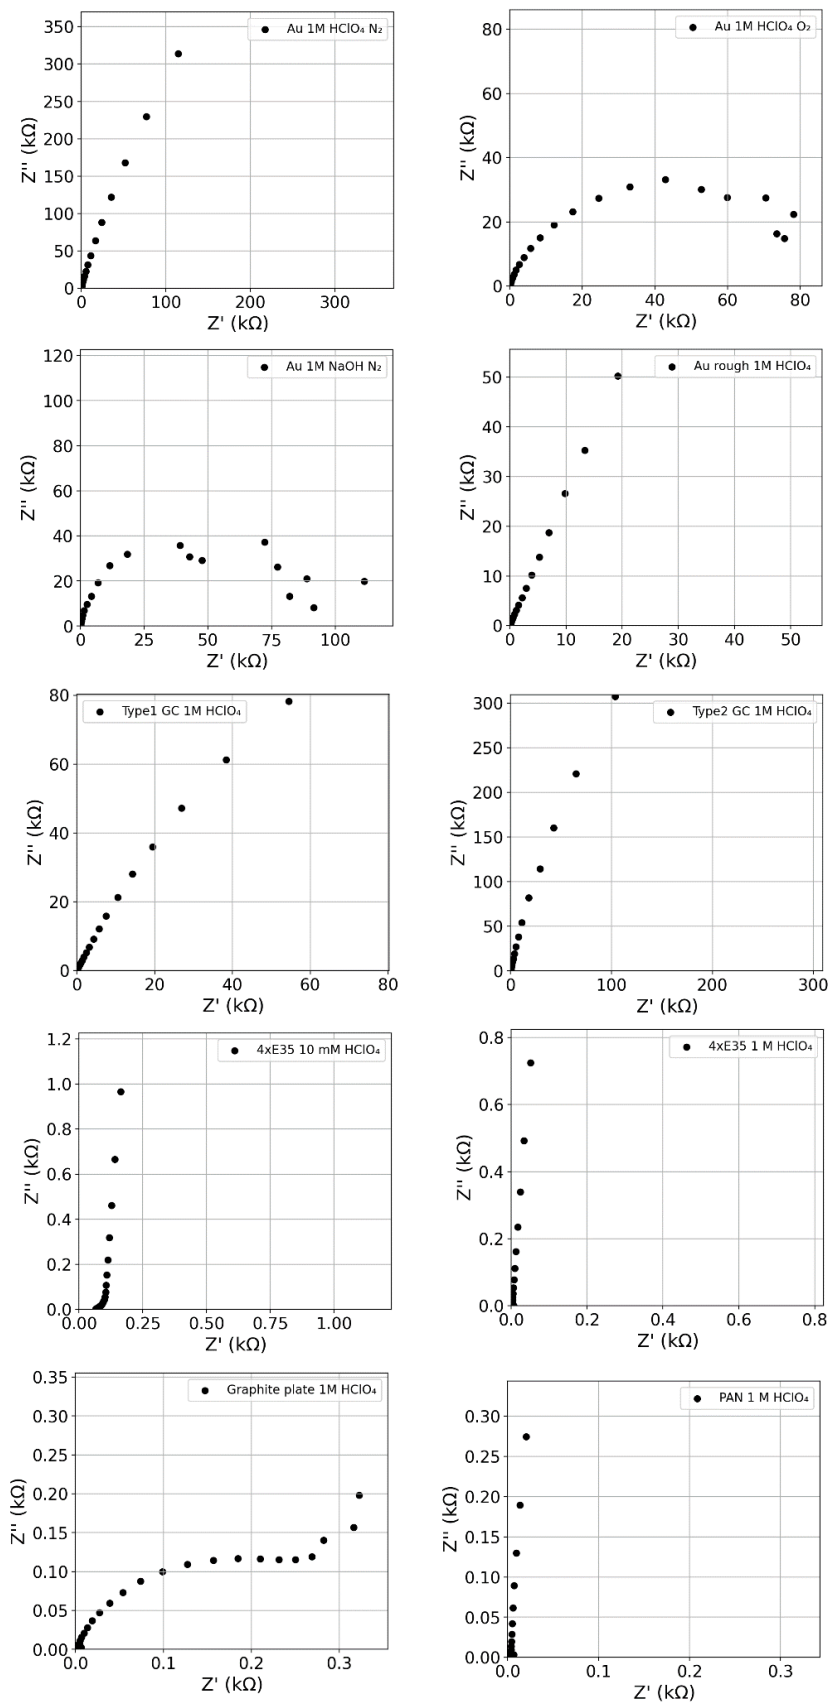 350
300
250
200
150
100
50
0
Z'' (kΩ)
Au 1M HClO₄ N₂
0 100 200 300
Z' (kΩ)
80
60
40
20
0
Z'' (kΩ)
Au 1M HClO₄ O₂
0 20 40 60 80
Z' (kΩ)
120
100
80
60
40
20
0
Z'' (kΩ)
Au 1M NaOH N₂
0 25 50 75 100
Z' (kΩ)
50
40
30
20
10
0
Z'' (kΩ)
Au rough 1M HClO₄
0 10 20 30 40 50
Z' (kΩ)
80
60
40
20
0
Z'' (kΩ)
Type1 GC 1M HClO₄
0 20 40 60 80
Z' (kΩ)
300
250
200
150
100
50
0
Z'' (kΩ)
Type2 GC 1M HClO₄
0 100 200 300
Z' (kΩ)
1.2
1.0
0.8
0.6
0.4
0.2
0.0
Z'' (kΩ)
4xE35 10 mM HClO₄
0.00 0.25 0.50 0.75 1.00
Z' (kΩ)
0.8
0.6
0.4
0.2
0.0
Z'' (kΩ)
4xE35 1 M HClO₄
0.0 0.2 0.4 0.6 0.8
Z' (kΩ)
0.35
0.30
0.25
0.20
0.15
0.10
0.05
0.00
Z'' (kΩ)
Graphite plate 1M HClO₄
0.0 0.1 0.2 0.3
Z' (kΩ)
0.30
0.25
0.20
0.15
0.10
0.05
0.00
Z'' (kΩ)
PAN 1 M HClO₄
0.0 0.1 0.2 0.3
Z' (kΩ)